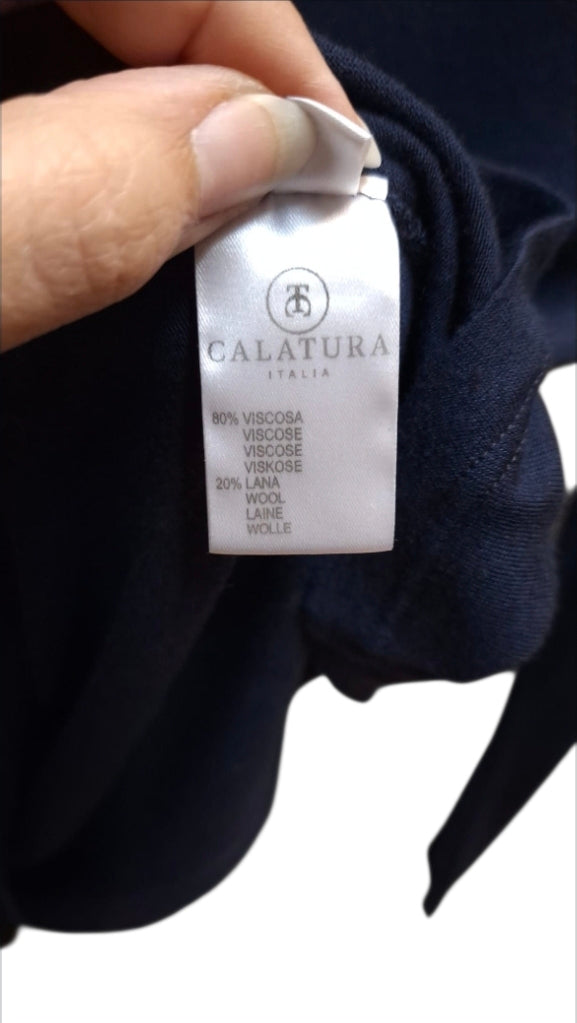 CALATURA
ITALIA
80% VISCOSA
VISCOSE
VISCOSE
VISKOSE
20% LANA
WOOL
LAINE
WOLLE